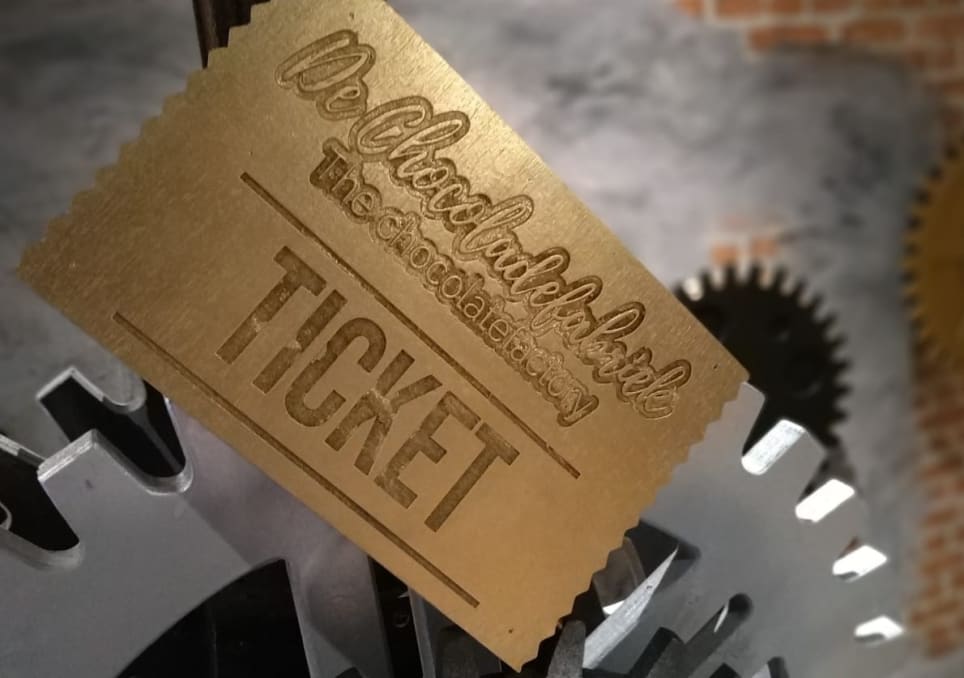 De Chocoladefabriek
The chocolatefactory
TICKET